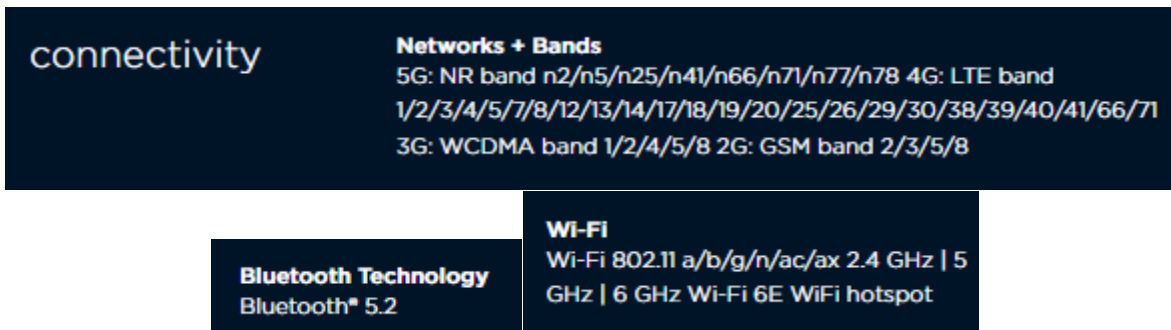 connectivity
Networks + Bands
5G: NR band n2/n5/n25/n41/n66/n71/n77/n78 4G: LTE band
1/2/3/4/5/7/8/12/13/14/17/18/19/20/25/26/29/30/38/39/40/41/66/71
3G: WCDMA band 1/2/4/5/8 2G: GSM band 2/3/5/8
Bluetooth Technology
Bluetooth® 5.2
Wi-Fi
Wi-Fi 802.11 a/b/g/n/ac/ax 2.4 GHz | 5
GHz | 6 GHz Wi-Fi 6E WiFi hotspot